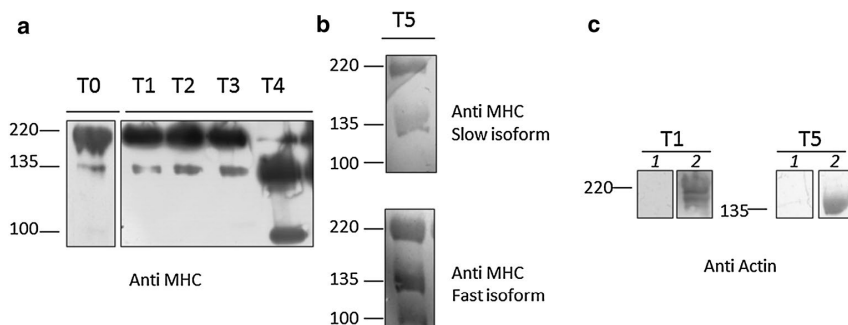 a
T0 T1 T2 T3 T4
220
135
100
Anti MHC
b
T5
220
135
100
Anti MHC
Slow isoform
220
135
100
Anti MHC
Fast isoform
c
T1 T5
1 2 1 2
220
135
Anti Actin